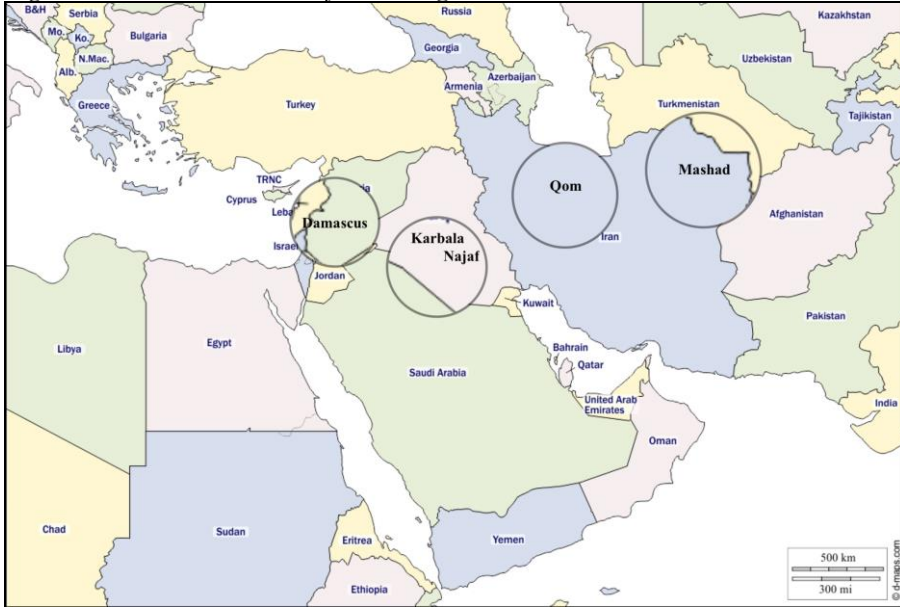 B&H
Serbia
Russia
Kazakhstan
Mo.
Ko.
Bulgaria
Georgia
Uzbekistan
N.Mac.
Alb.
Armenia
Azerbaijan
Greece
Turkey
Turkmenistan
Tajikistan
TRNC
Cyprus
Leba
ia
Damascus
Israel
Jordan
Karbala
Najaf
Qom
Iran
Mashad
Afghanistan
Kuwait
Pakistan
Libya
Egypt
Saudi Arabia
Bahrain
Qatar
United Arab
Emirates
Oman
India
Chad
Sudan
Eritrea
Yemen
Ethiopia
500 km
300 mi
© d-maps.com